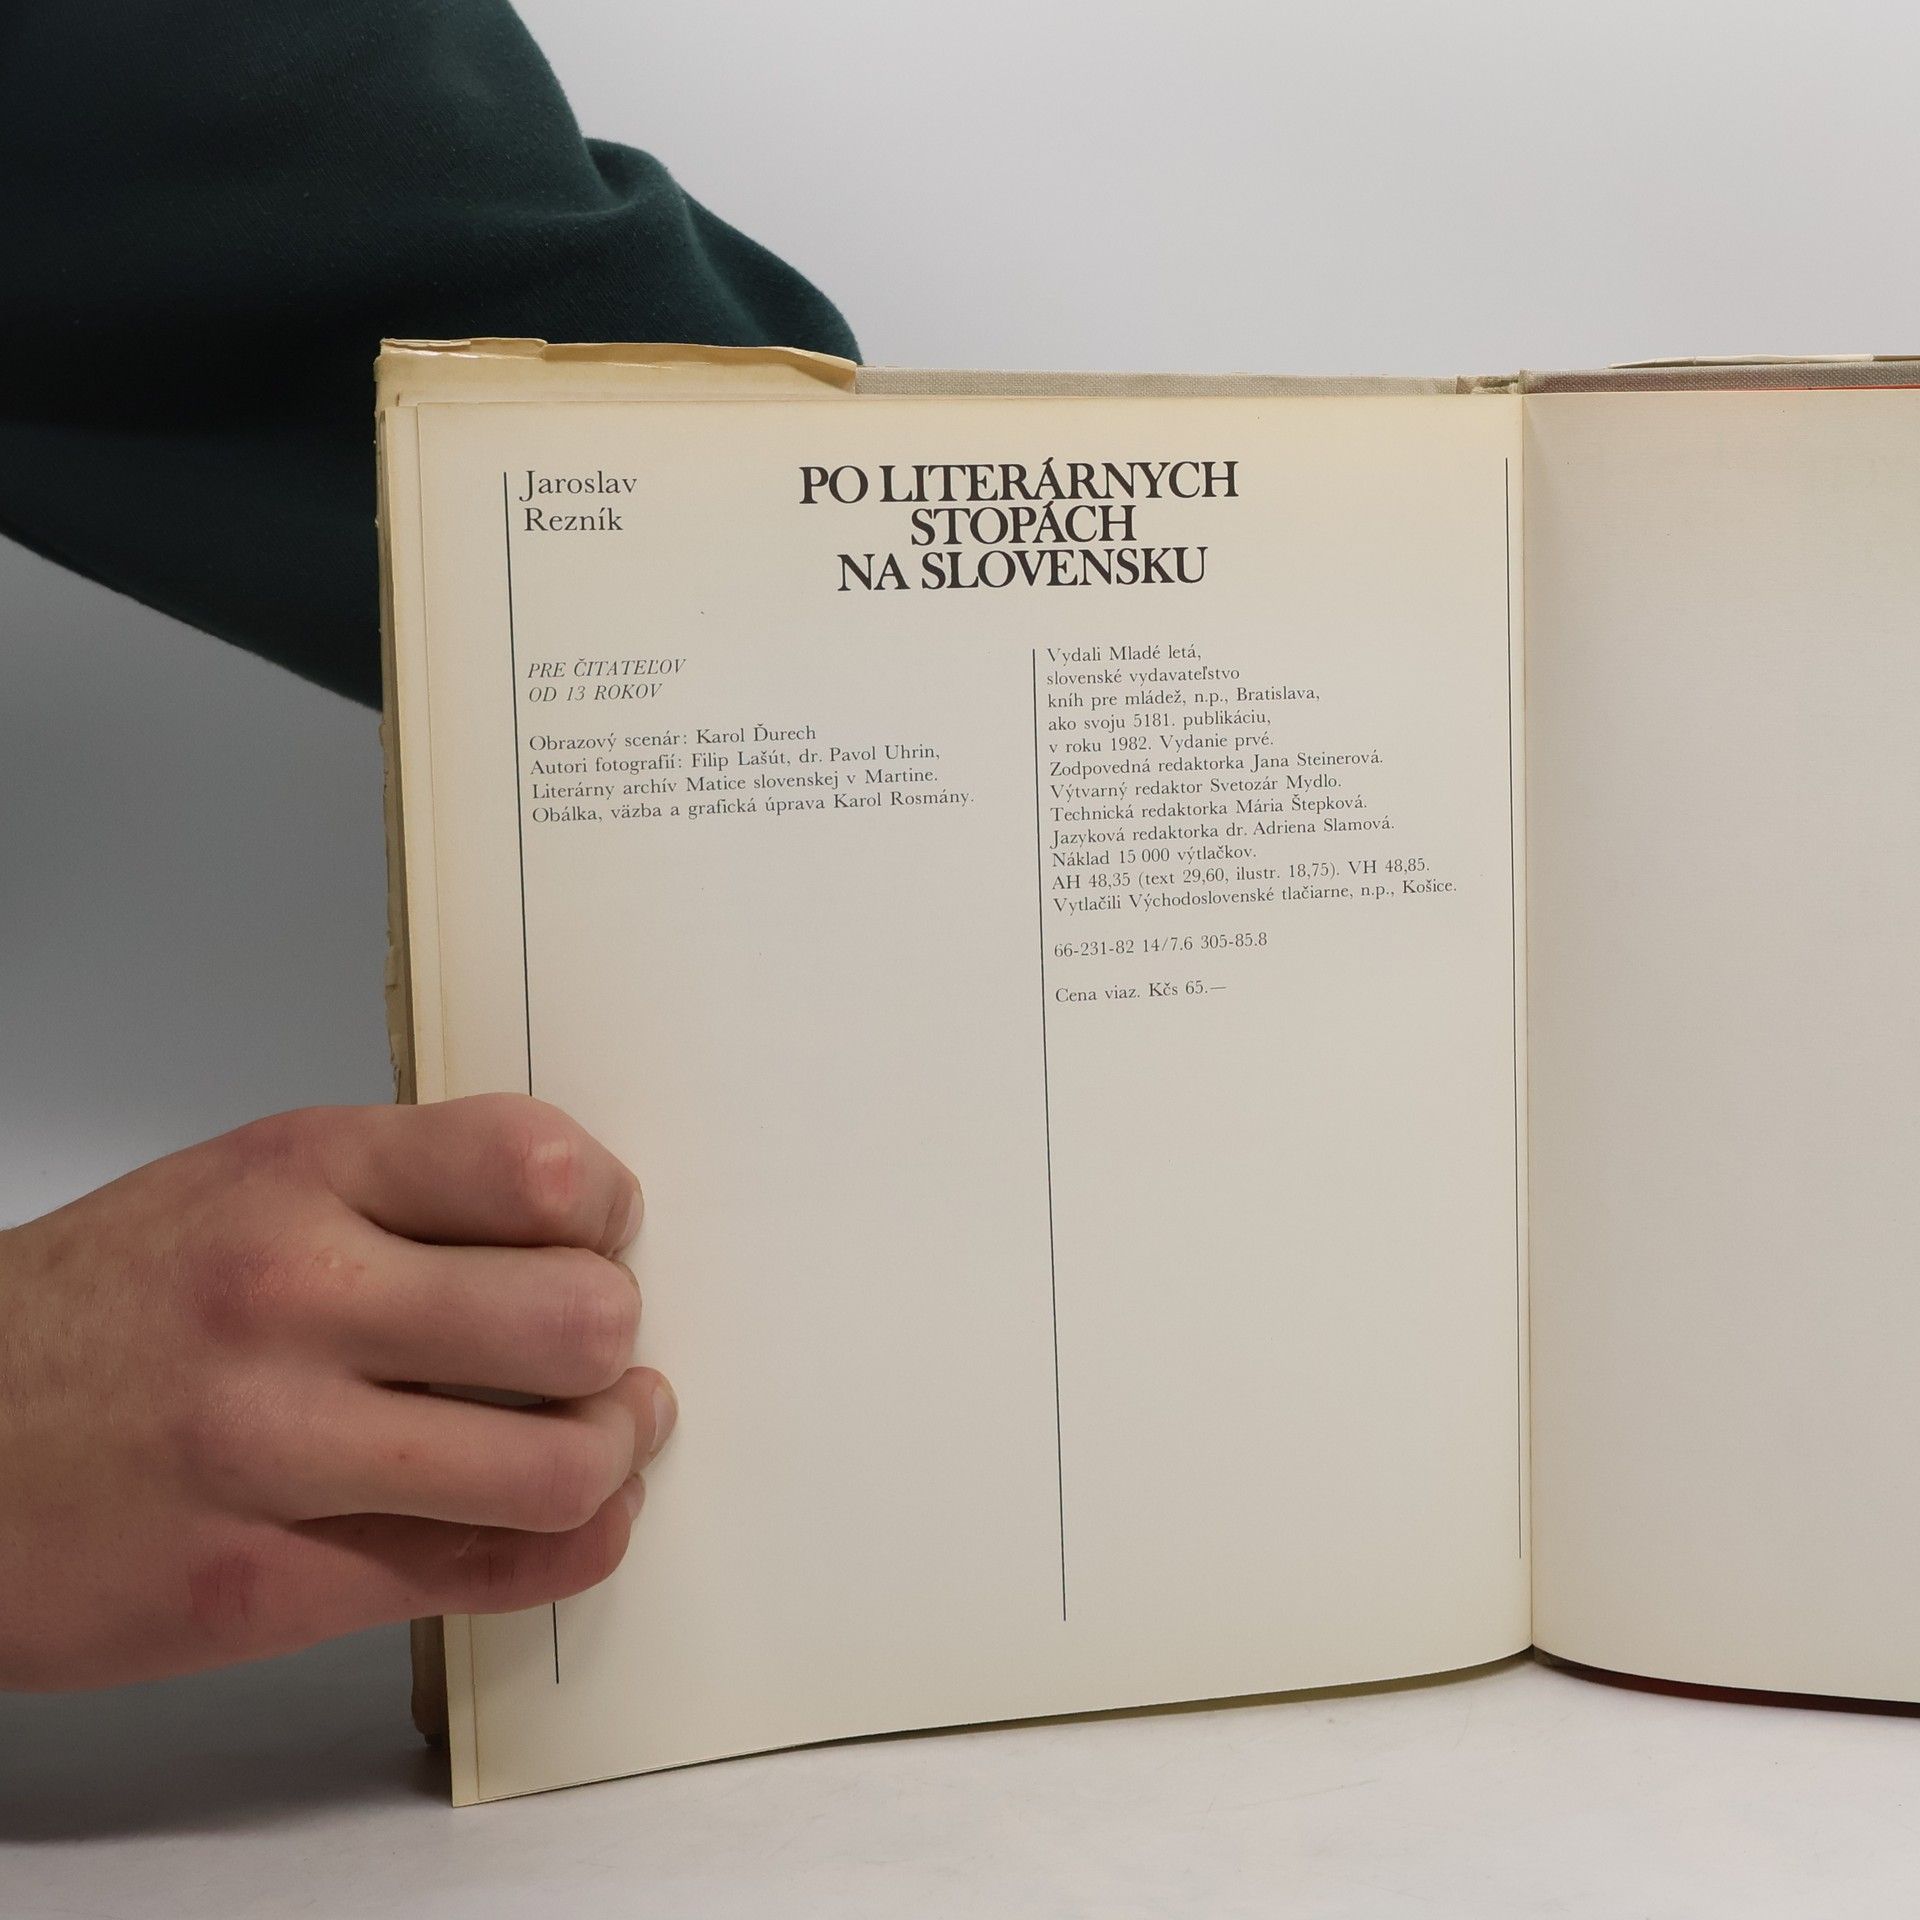 Jaroslav
Rezník
PO LITERÁRNYCH
STOPÁCH
NA SLOVENSKU
PRE ČITATEĽOV
OD 13 ROKOV
Obrazový scenár: Karol Ďurech
Autori fotografií: Filip Lašút, dr. Pavol Uhrin,
Literárny archív Matice slovenskej v Martine.
Obálka, väzba a grafická úprava Karol Rosmány.
Vydali Mladé letá,
slovenské vydavateľstvo
kníh pre mládež, n.p., Bratislava,
ako svoju 5181. publikáciu,
v roku 1982. Vydanie prvé.
Zodpovedná redaktorka Jana Steinerová.
Výtvarný redaktor Svetozár Mydlo.
Technická redaktorka Mária Štepková.
Jazyková redaktorka dr. Adriena Slamová.
Náklad 15 000 výtlačkov.
AH 48,35 (text 29,60, ilustr. 18,75). VH 48,85.
Vytlačili Východoslovenské tlačiarne, n.p., Košice.
66-231-82 14/7.6 305-85.8
Cena viaz. Kčs 65.—